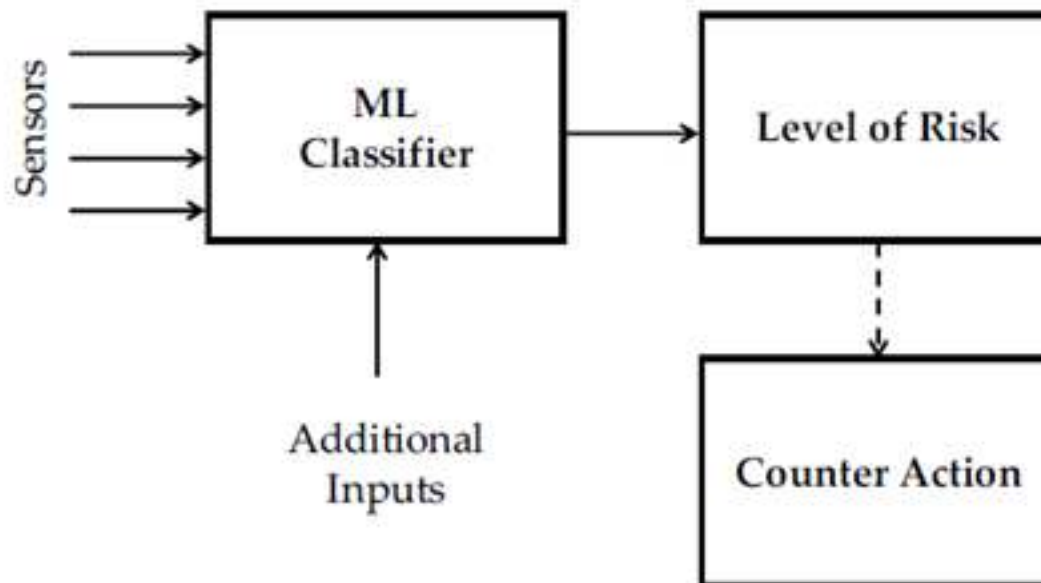 Sensors
ML
Classifier
Level of Risk
Additional
Inputs
Counter Action